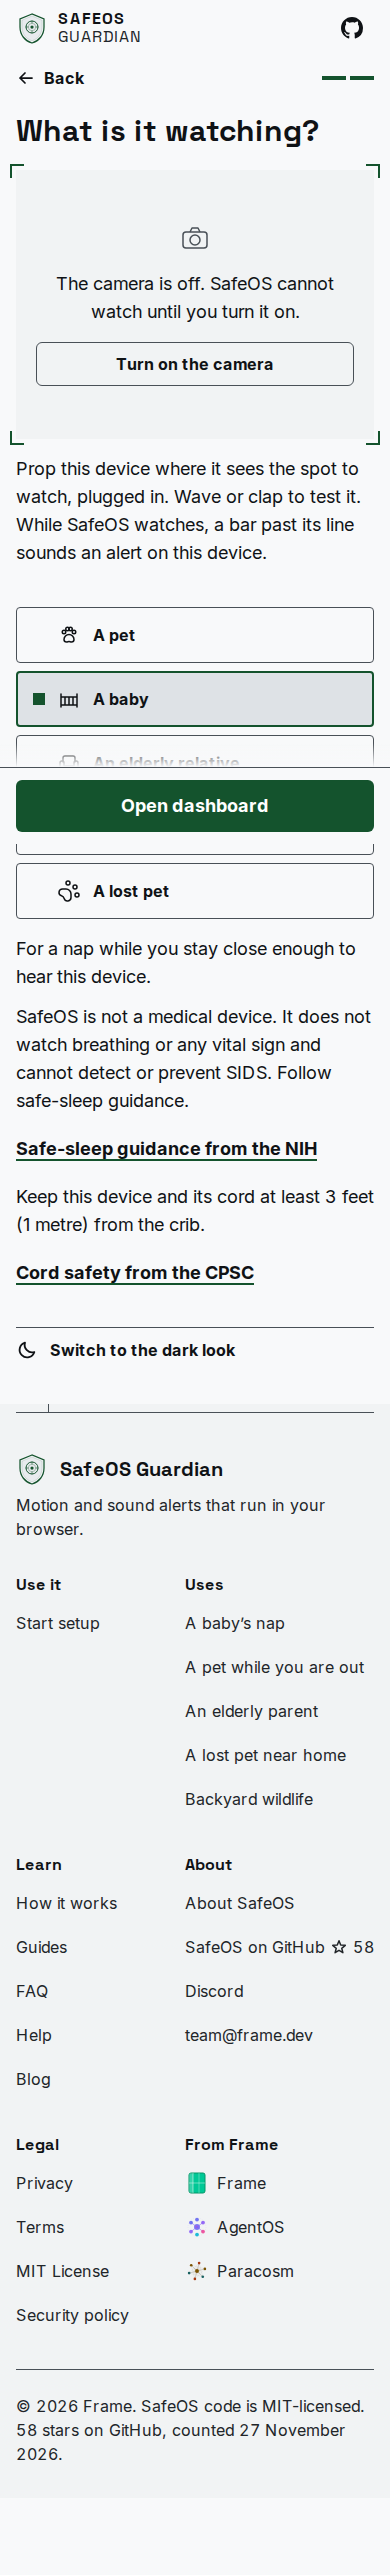 SAFEOS
GUARDIAN
Back
What is it watching?
The camera is off. SafeOS cannot
watch until you turn it on.
Turn on the camera
Prop this device where it sees the spot to
watch, plugged in. Wave or clap to test it.
While SafeOS watches, a bar past its line
sounds an alert on this device.
A pet
A baby
An elderly relative
Open dashboard
A lost pet
For a nap while you stay close enough to
hear this device.
SafeOS is not a medical device. It does not
watch breathing or any vital sign and
cannot detect or prevent SIDS. Follow
safe-sleep guidance.
Safe-sleep guidance from the NIH
Keep this device and its cord at least 3 feet
(1 metre) from the crib.
Cord safety from the CPSC
Switch to the dark look
SafeOS Guardian
Motion and sound alerts that run in your
browser.
Use it
Start setup
Uses
A baby’s nap
A pet while you are out
An elderly parent
A lost pet near home
Backyard wildlife
Learn
How it works
Guides
FAQ
Help
Blog
About
About SafeOS
SafeOS on GitHub ☆ 58
Discord
team@frame.dev
Legal
Privacy
Terms
MIT License
Security policy
From Frame
Frame
AgentOS
Paracosm
© 2026 Frame. SafeOS code is MIT-licensed.
58 stars on GitHub, counted 27 November
2026.